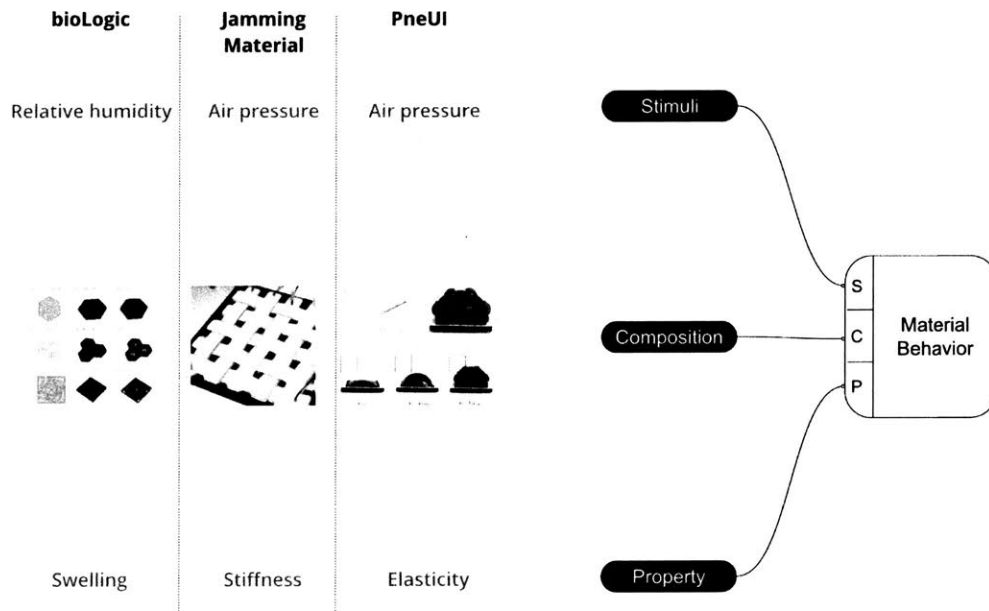 bioLogic
Jamming
Material
PneUI
Relative humidity
Air pressure
Air pressure
Stimuli
S
Composition
C
Material
Behavior
P
Swelling
Stiffness
Elasticity
Property